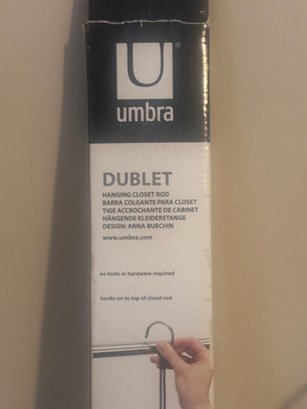 U®
umbra
DUBLET
HANGING CLOSET ROD
BARRA COLGANTE PARA CLOSET
TIGE ACCROCHANTE DE CABINET
HÄNGENDE KLEIDERSTANGE
DESIGN: ANNA BUECHIN
www.umbra.com
no tools or hardware required
hooks on to top of closet rod